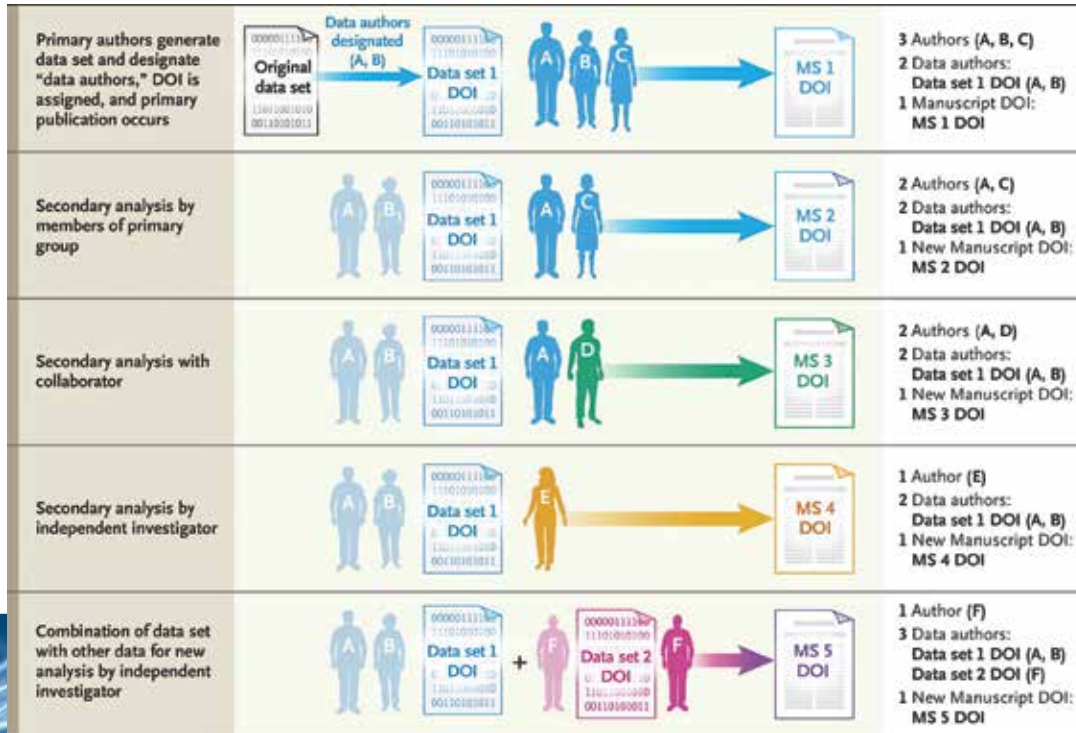 Primary authors generate
data set and designate
“data authors,” DOI is
assigned, and primary
publication occurs
Original
data set
Data authors
designated
(A, B)
Data set 1
DOI
A
B
C
MS 1
DOI
3 Authors (A, B, C)
2 Data authors:
Data set 1 DOI (A, B)
1 Manuscript DOI:
MS 1 DOI
Secondary analysis by
members of primary
group
A
B
Data set 1
DOI
A
C
MS 2
DOI
2 Authors (A, C)
2 Data authors:
Data set 1 DOI (A, B)
1 New Manuscript DOI:
MS 2 DOI
Secondary analysis with
collaborator
A
B
Data set 1
DOI
A
D
MS 3
DOI
2 Authors (A, D)
2 Data authors:
Data set 1 DOI (A, B)
1 New Manuscript DOI:
MS 3 DOI
Secondary analysis by
independent investigator
A
B
Data set 1
DOI
E
MS 4
DOI
1 Author (E)
2 Data authors:
Data set 1 DOI (A, B)
1 New Manuscript DOI:
MS 4 DOI
Combination of data set
with other data for new
analysis by independent
investigator
A
B
Data set 1
DOI
+
F
Data set 2
DOI
F
MS 5
DOI
1 Author (F)
3 Data authors:
Data set 1 DOI (A, B)
Data set 2 DOI (F)
1 New Manuscript DOI:
MS 5 DOI